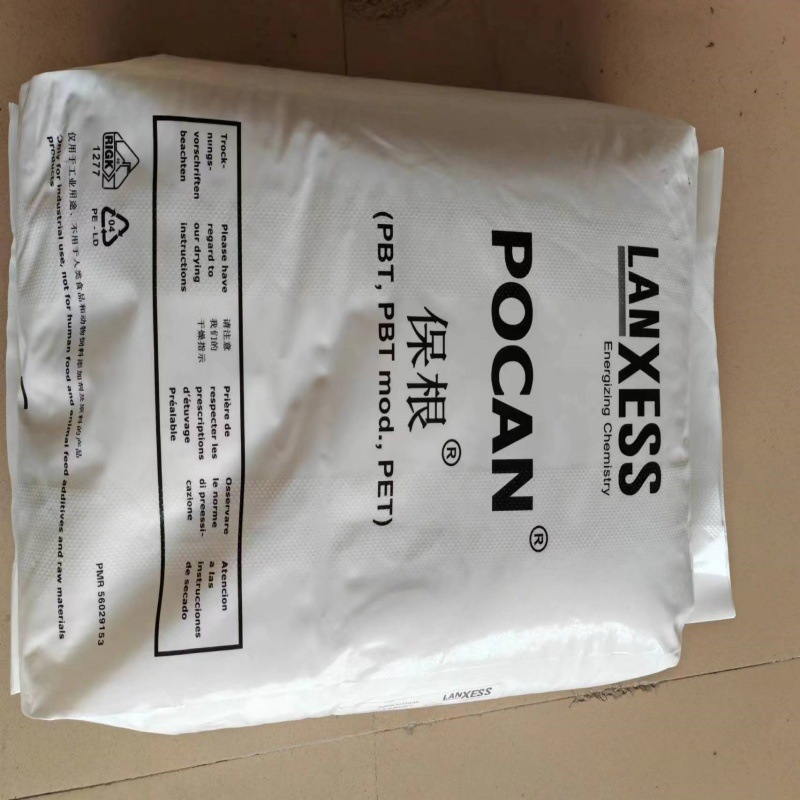 LANXESS
Energizing Chemistry
POCAN®
保根®
(PBT, PBT mod., PET)
Trock-
nungs-
vorschriften
beachten
Please have
regard to
our drying
instructions
请注意
我们的
干燥指示
Prière de
respecter les
prescriptions
d'étuvage
Préalable
Osservare
le norme
di preessi-
cazione
Atencion
a las
instrucciones
de secado
RIGK
1277
04
PE - LD
PMR 56029153
仅用于工业用途、不用于人类食品和动物饲料添加剂及原料的产品
Only for industrial use, not for human food and animal feed additives and raw materials
products
LANXESS